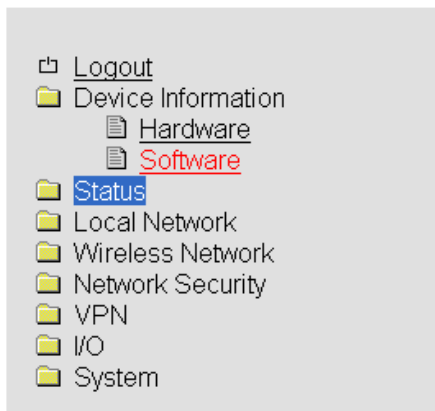 Logout
Device Information
Hardware
Software
Status
Local Network
Wireless Network
Network Security
VPN
I/O
System